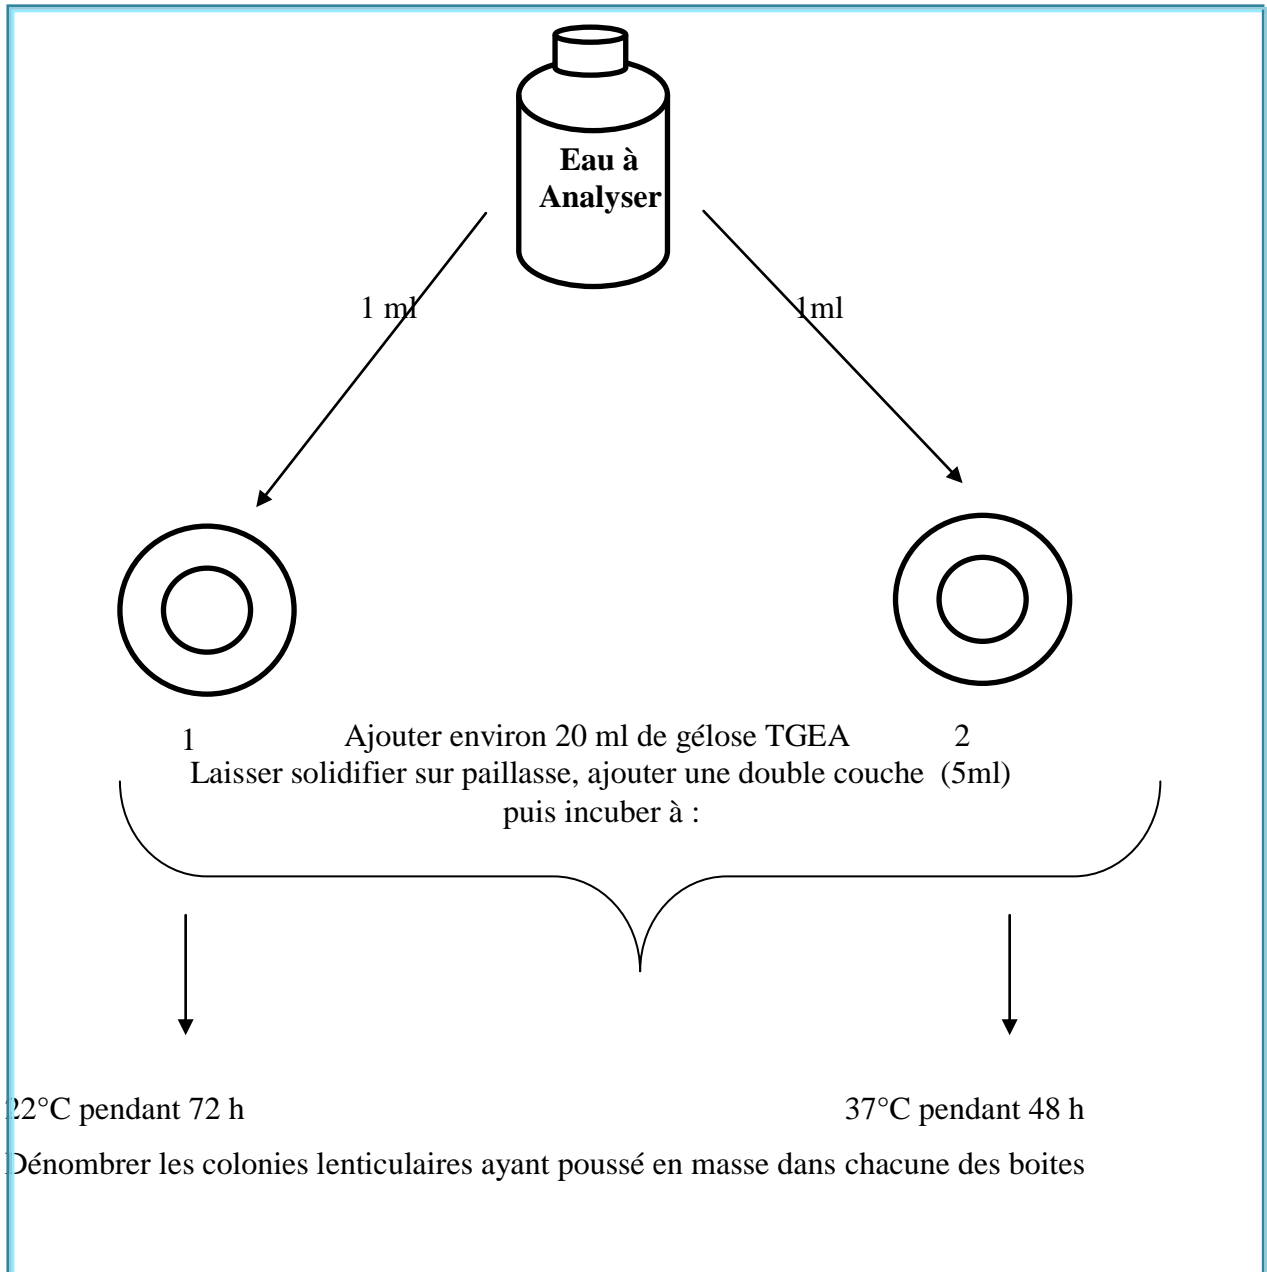 Eau à
Analyser
1 ml
1ml
1
Ajouter environ 20 ml de gélose TGEA
2
Laisser solidifier sur paillasse, ajouter une double couche (5ml)
puis incuber à :
22°C pendant 72 h
37°C pendant 48 h
Dénombrer les colonies lenticulaires ayant poussé en masse dans chacune des boites